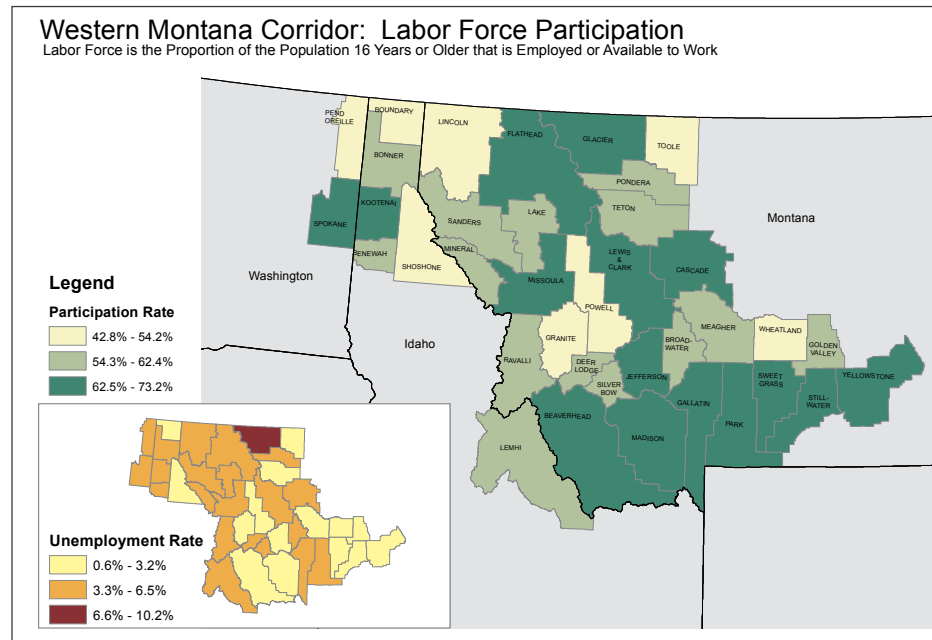 Western Montana Corridor:  Labor Force Participation
Labor Force is the Proportion of the Population 16 Years or Older that is Employed or Available to Work
PEND
OREILLE
BOUNDARY
LINCOLN
FLATHEAD
GLACIER
TOOLE
BONNER
PONDERA
KOOTENAI
SPOKANE
SANDERS
LAKE
TETON
Montana
BENEWAH
SHOSHONE
MINERAL
MISSOULA
LEWIS
&
CLARK
CASCADE
Washington
Idaho
POWELL
GRANITE
MEAGHER
WHEATLAND
GOLDEN
VALLEY
BROAD-
WATER
RAVALLI
DEER
LODGE
SILVER
BOW
JEFFERSON
GALLATIN
PARK
SWEET
GRASS
STILL-
WATER
YELLOWSTONE
BEAVERHEAD
MADISON
LEMHI
Legend
Participation Rate
42.8% - 54.2%
54.3% - 62.4%
62.5% - 73.2%
Unemployment Rate
0.6% - 3.2%
3.3% - 6.5%
6.6% - 10.2%